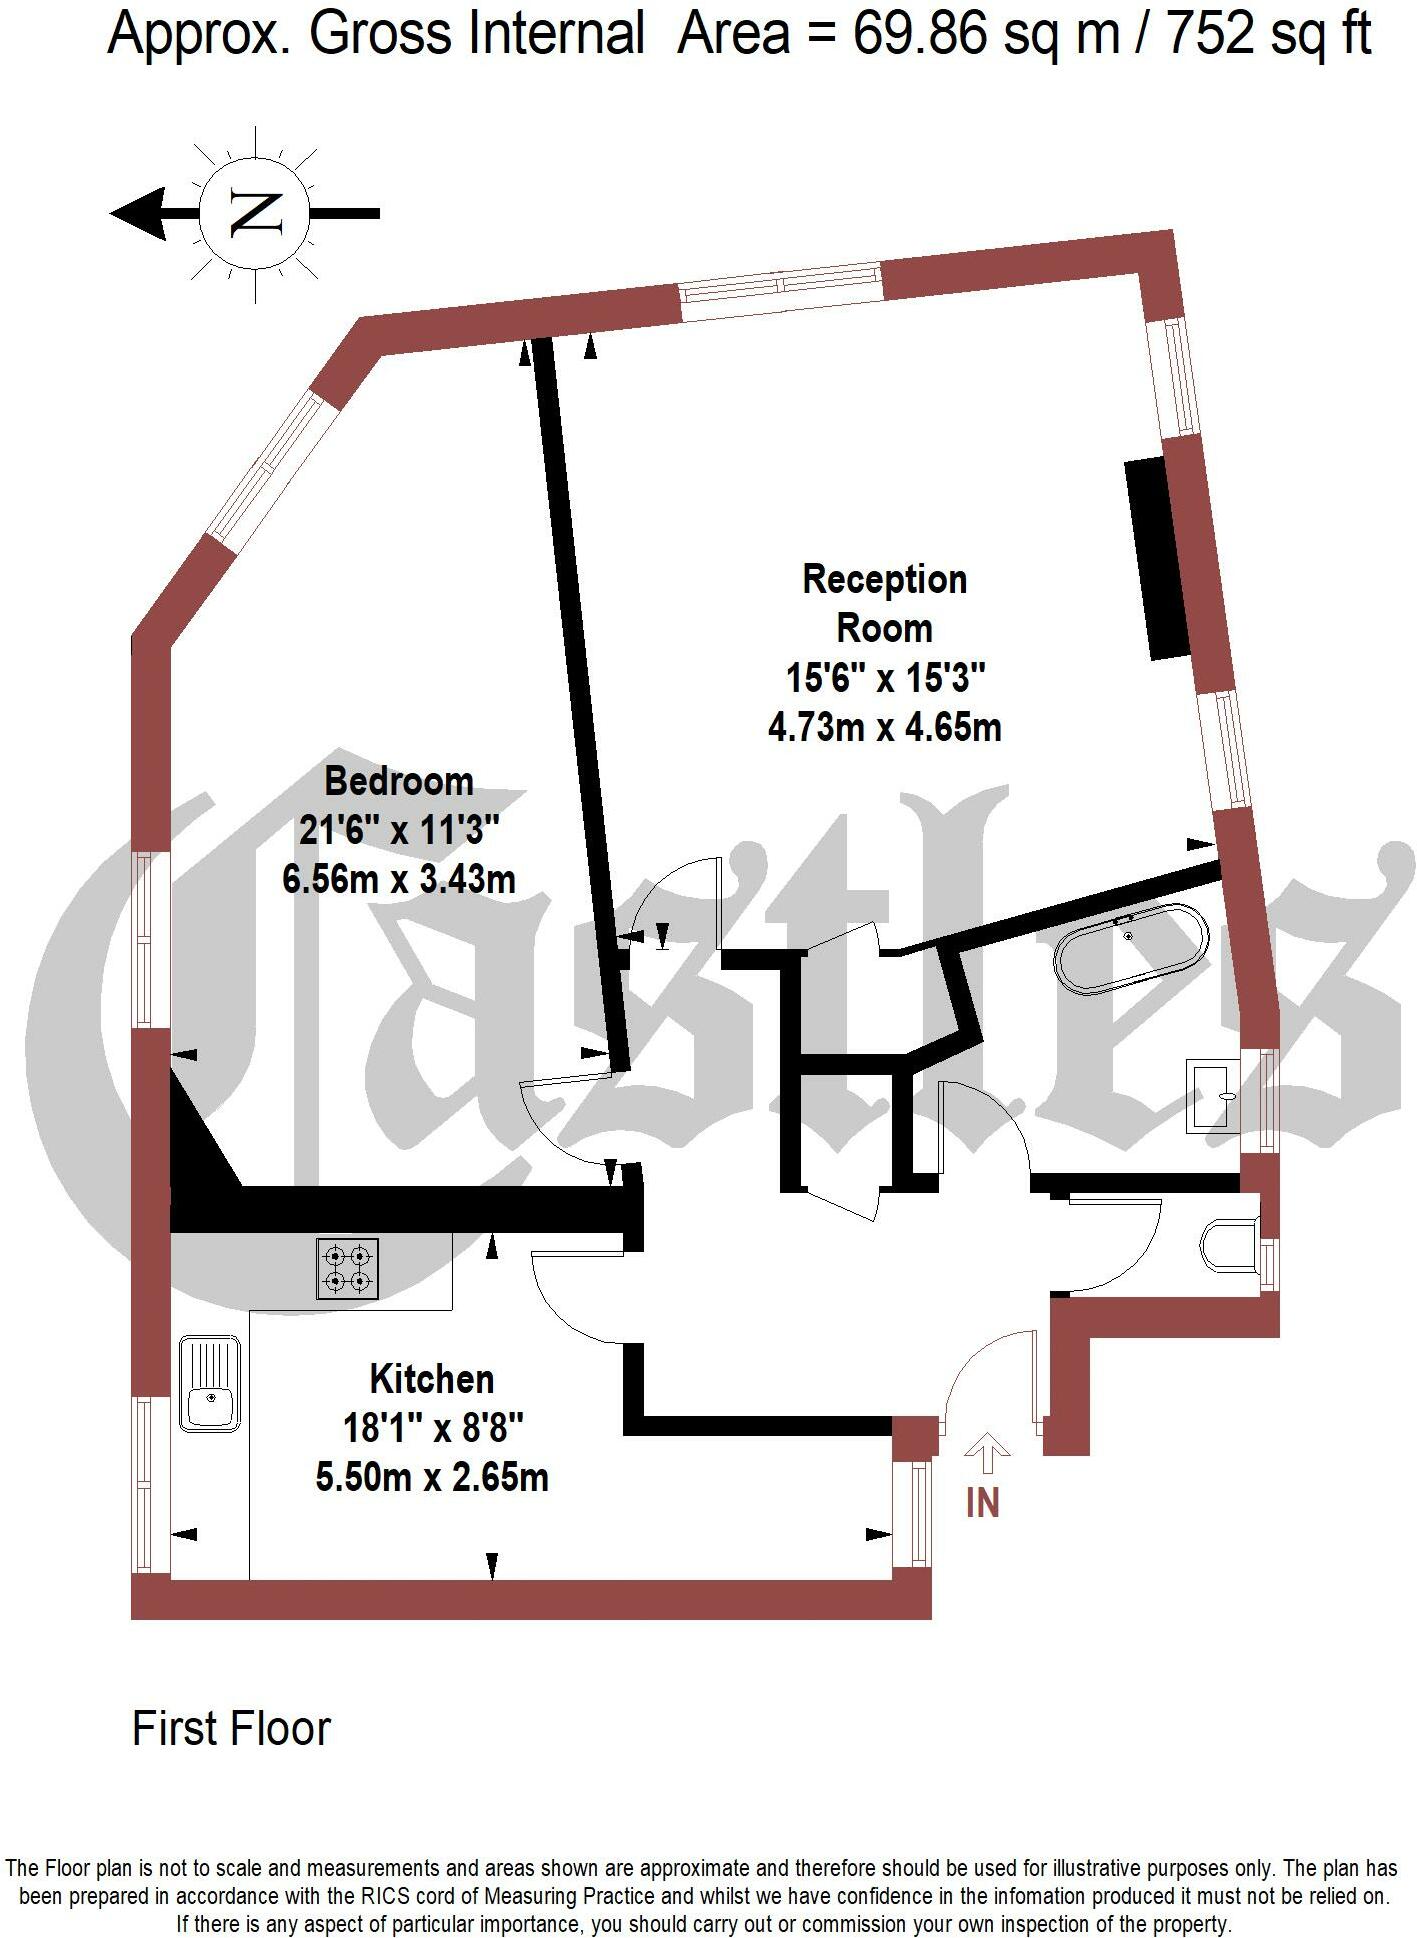 Approx. Gross Internal Area = 69.86 sq m / 752 sq ft
N
Reception
Room
15'6" x 15'3"
4.73m x 4.65m
Bedroom
21'6" x 11'3"
6.56m x 3.43m
Castles
Kitchen
18'1" x 8'8"
5.50m x 2.65m
IN
First Floor
The Floor plan is not to scale and measurements and areas shown are approximate and therefore should be used for illustrative purposes only. The plan has
been prepared in accordance with the RICS cord of Measuring Practice and whilst we have confidence in the infomation produced it must not be relied on.
If there is any aspect of particular importance, you should carry out or commission your own inspection of the property.